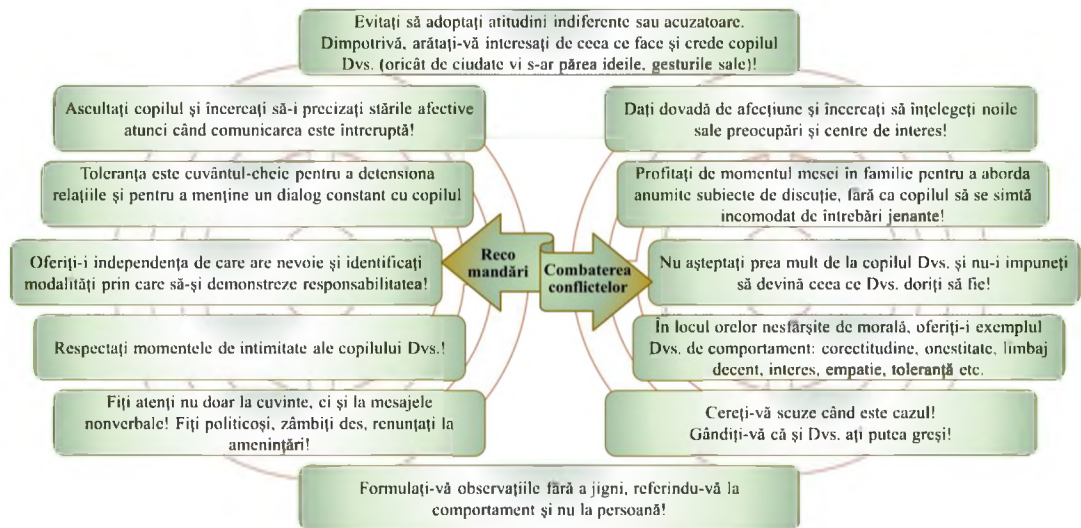 Evitați să adoptați atitudini indiferente sau acuzatoare.
Dimpotrivă, arătați-vă interesați de ceea ce face și crede copilul
Dvs. (oricât de ciudate vi s-ar părea ideile, gesturile sale)!
Ascultați copilul și încercați să-i precizați stările afective
atunci când comunicarea este întreruptă!
Toleranța este cuvântul-cheie pentru a detensiona
relațiile și pentru a menține un dialog constant cu copilul
Oferiți-i independența de care are nevoie și identificați
modalități prin care să-și demonstreze responsabilitatea!
Respectați momentele de intimitate ale copilului Dvs.!
Fiți atenți nu doar la cuvinte, ci și la mesajele
nonverbale! Fiți politicoși, zâmbiți des, renunțați la
amenințări!
Reco
mandări
Combaterea
conflictelor
Dați dovadă de afecțiune și încercați să înțelegeți noile
sale preocupări și centre de interes!
Profitați de momentul mesei în familie pentru a aborda
anumite subiecte de discuție, fără ca copilul să se simtă
incomodat de întrebări jenante!
Nu așteptați prea mult de la copilul Dvs. și nu-i impuneți
să devină ceea ce Dvs. doriți să fie!
În locul orelor nesfârșite de morală, oferiți-i exemplul
Dvs. de comportament: corectitudine, onestitate, limbaj
decent, interes, empatie, toleranță etc.
Cereți-vă scuze când este cazul!
Gândiți-vă că și Dvs. ați putea greși!
Formulați-vă observațiile fără a jigni, referindu-vă la
comportament și nu la persoană!